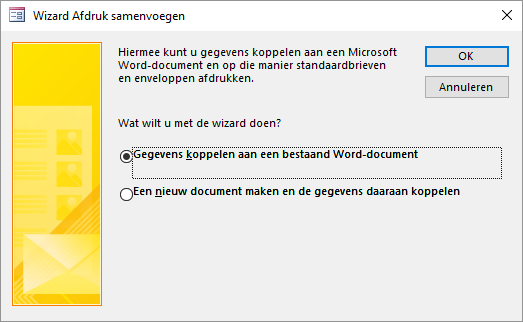 Wizard Afdruk samenvoegen
Hiermee kunt u gegevens koppelen aan een Microsoft
Word-document en op die manier standaardbrieven
en enveloppen afdrukken.
OK
Annuleren
Wat wilt u met de wizard doen?
Gegevens koppelen aan een bestaand Word-document
Een nieuw document maken en de gegevens daaraan koppelen